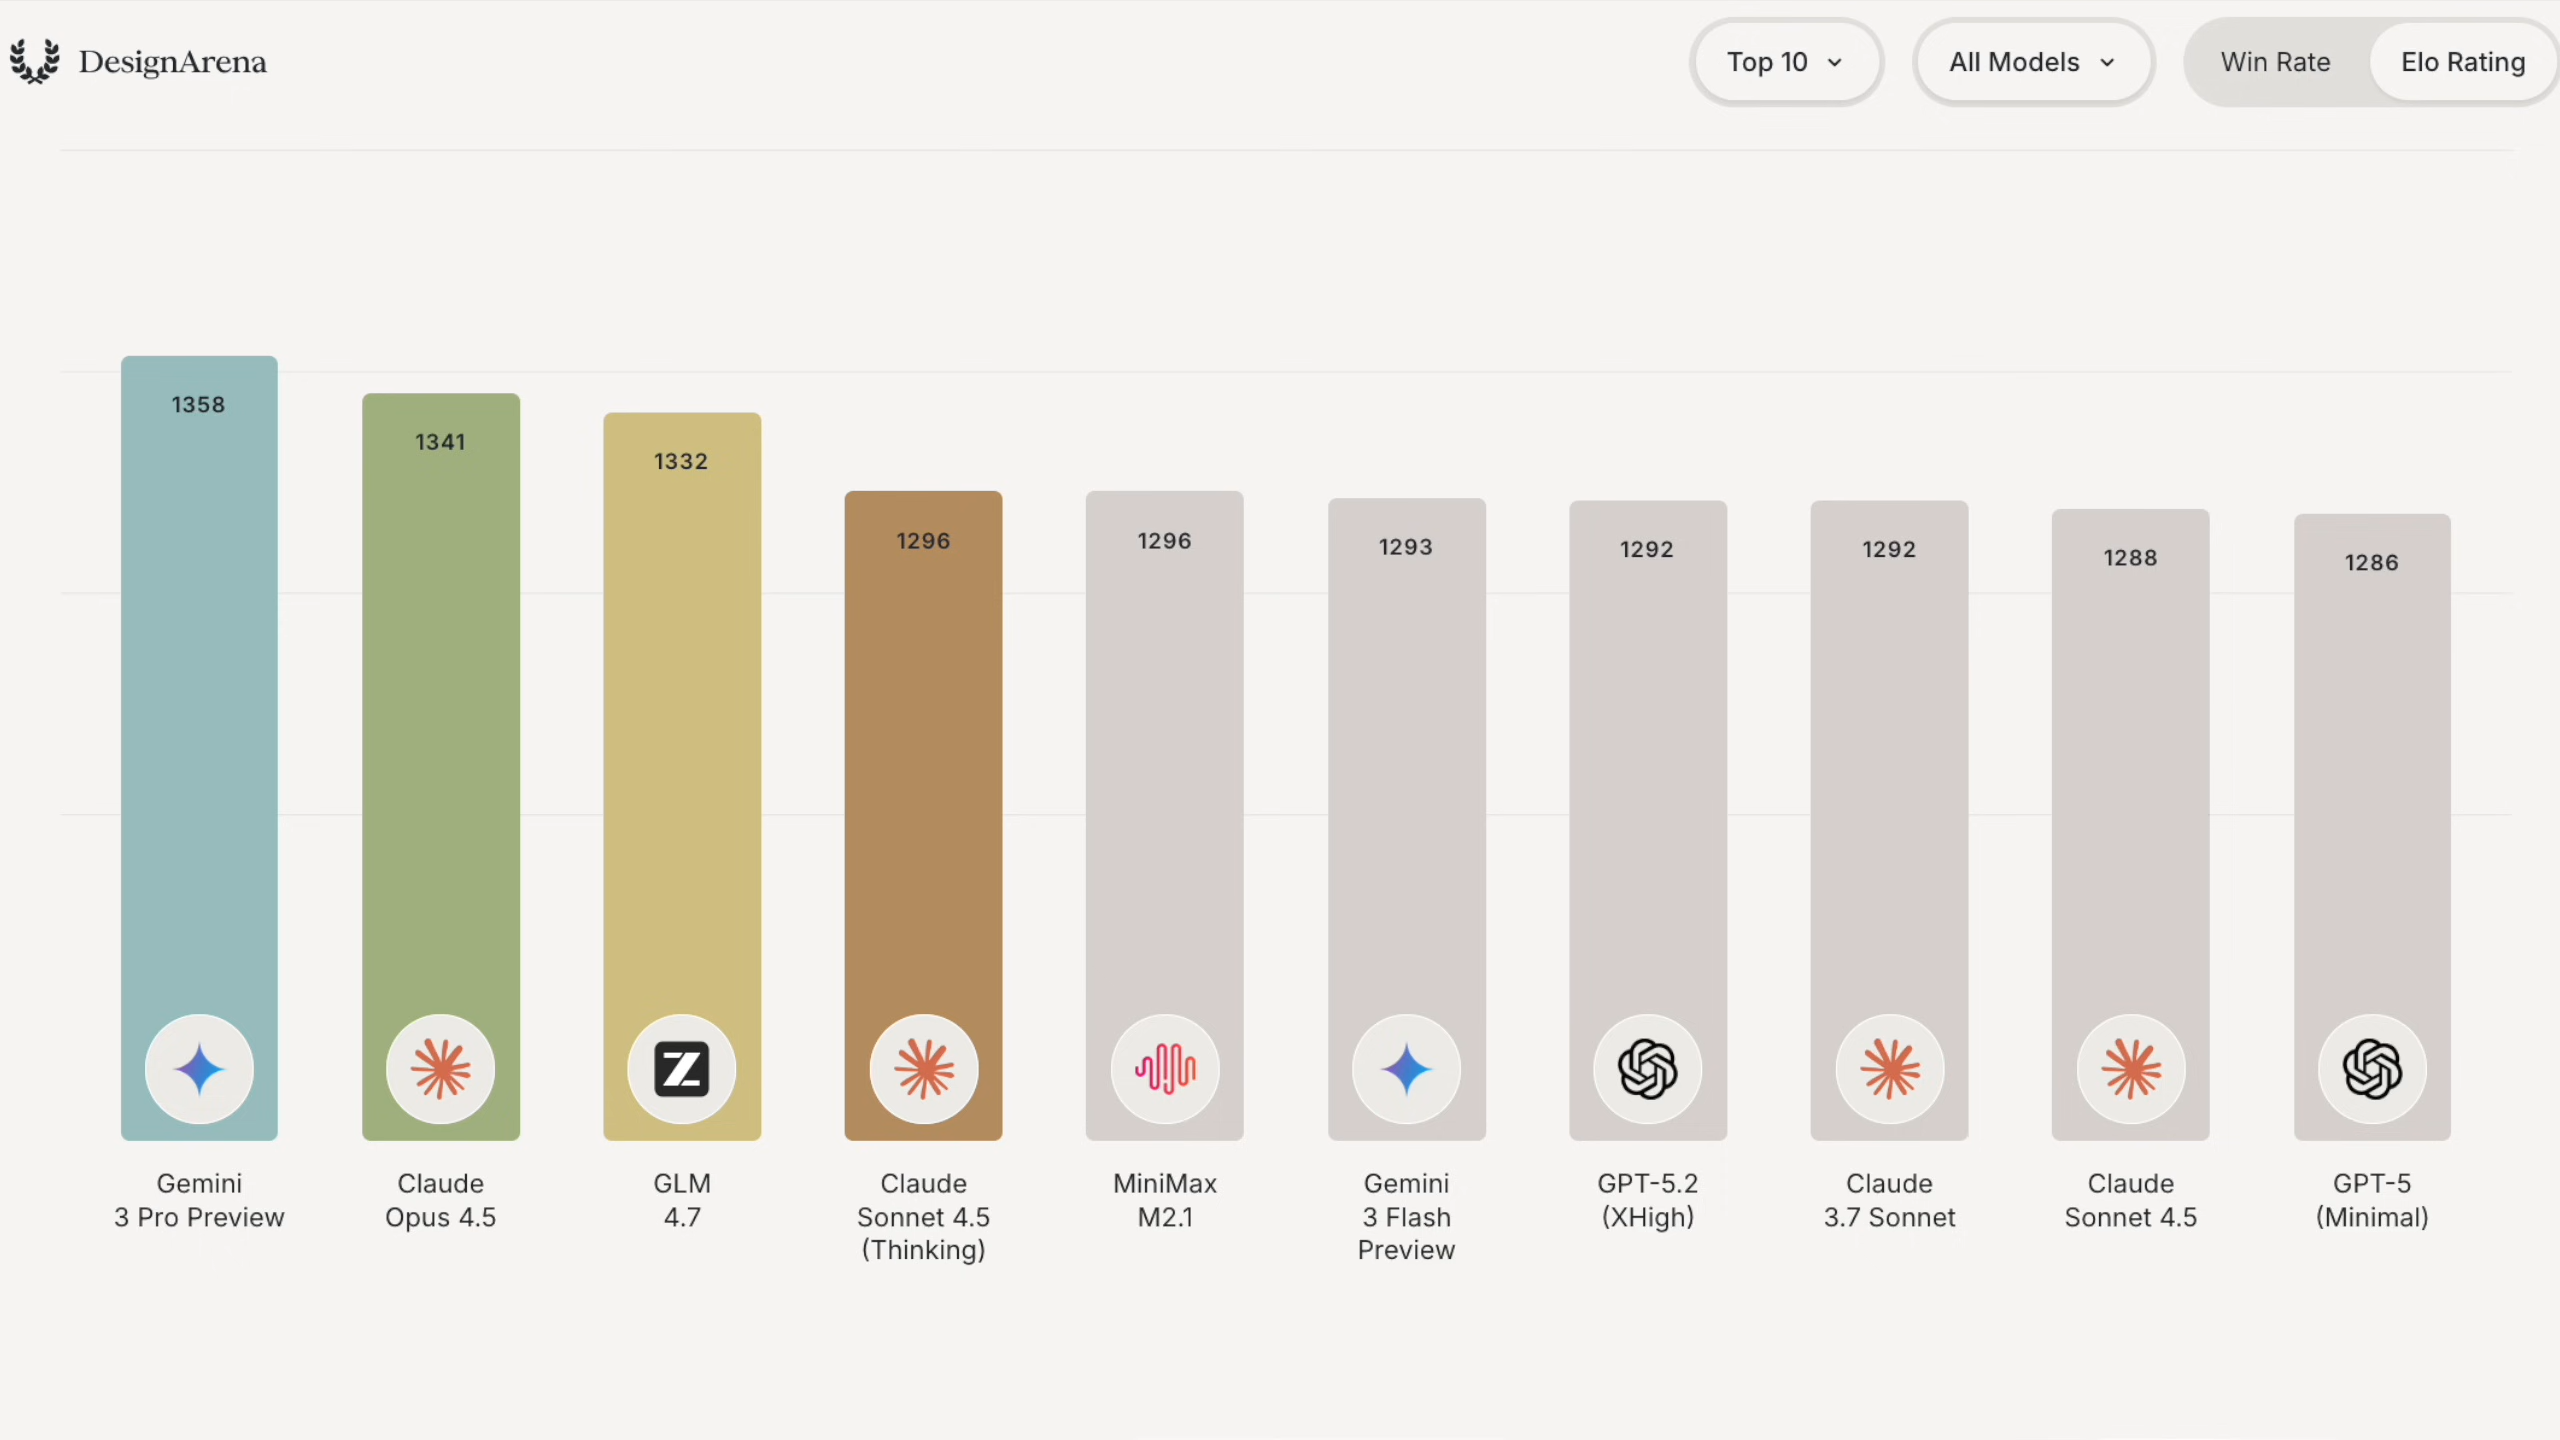 DesignArena
Top 10
All Models
Win Rate
Elo Rating
1358
1341
1332
1296
1296
1293
1292
1292
1288
1286
Gemini
3 Pro Preview
Claude
Opus 4.5
GLM
4.7
Claude
Sonnet 4.5
(Thinking)
MiniMax
M2.1
Gemini
3 Flash
Preview
GPT-5.2
(XHigh)
Claude
3.7 Sonnet
Claude
Sonnet 4.5
GPT-5
(Minimal)